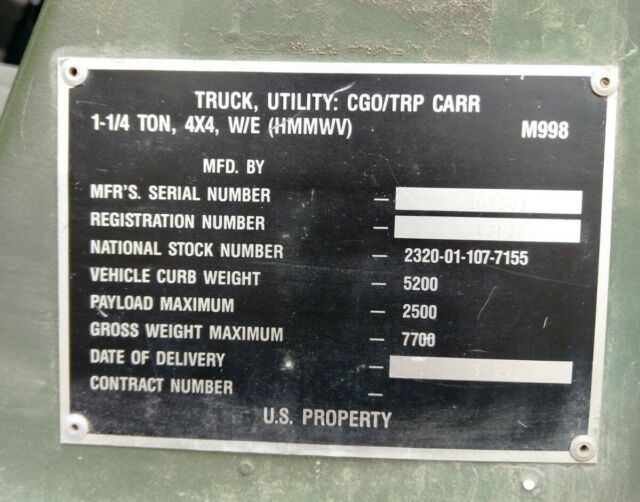 TRUCK, UTILITY: CGO/TRP CARR
1-1/4 TON, 4X4, W/E (HMMWV) M998
MFD. BY
MFR'S. SERIAL NUMBER –
REGISTRATION NUMBER –
NATIONAL STOCK NUMBER – 2320-01-107-7155
VEHICLE CURB WEIGHT – 5200
PAYLOAD MAXIMUM – 2500
GROSS WEIGHT MAXIMUM – 7700
DATE OF DELIVERY –
CONTRACT NUMBER –
U.S. PROPERTY